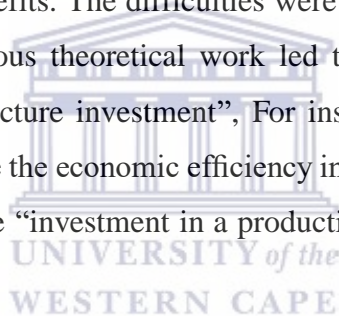 efits. The difficulties were
ous theoretical work led t
cture investment”, For ins
e the economic efficiency in
e “investment in a producti
UNIVERSITY of the
WESTERN CAPE